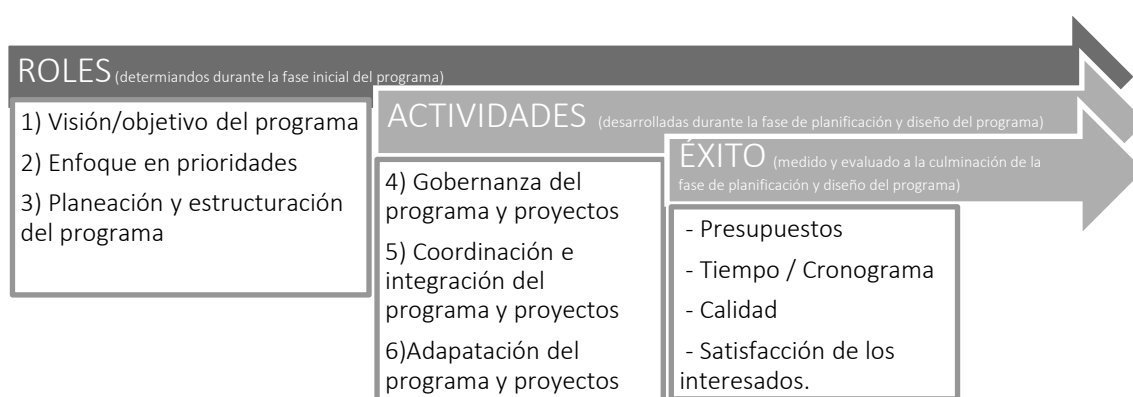 ROLES (determiandos durante la fase inicial del programa)
1) Visión/objetivo del programa
2) Enfoque en prioridades
3) Planeación y estructuración
del programa
ACTIVIDADES (desarrolladas durante la fase de planificación y diseño del programa)
4) Gobernanza del
programa y proyectos
5) Coordinación e
integración del
programa y proyectos
6)Adapatación del
programa y proyectos
ÉXITO (medido y evaluado a la culminación de la
fase de planificación y diseño del programa)
- Presupuestos
- Tiempo / Cronograma
- Calidad
- Satisfacción de los
interesados.